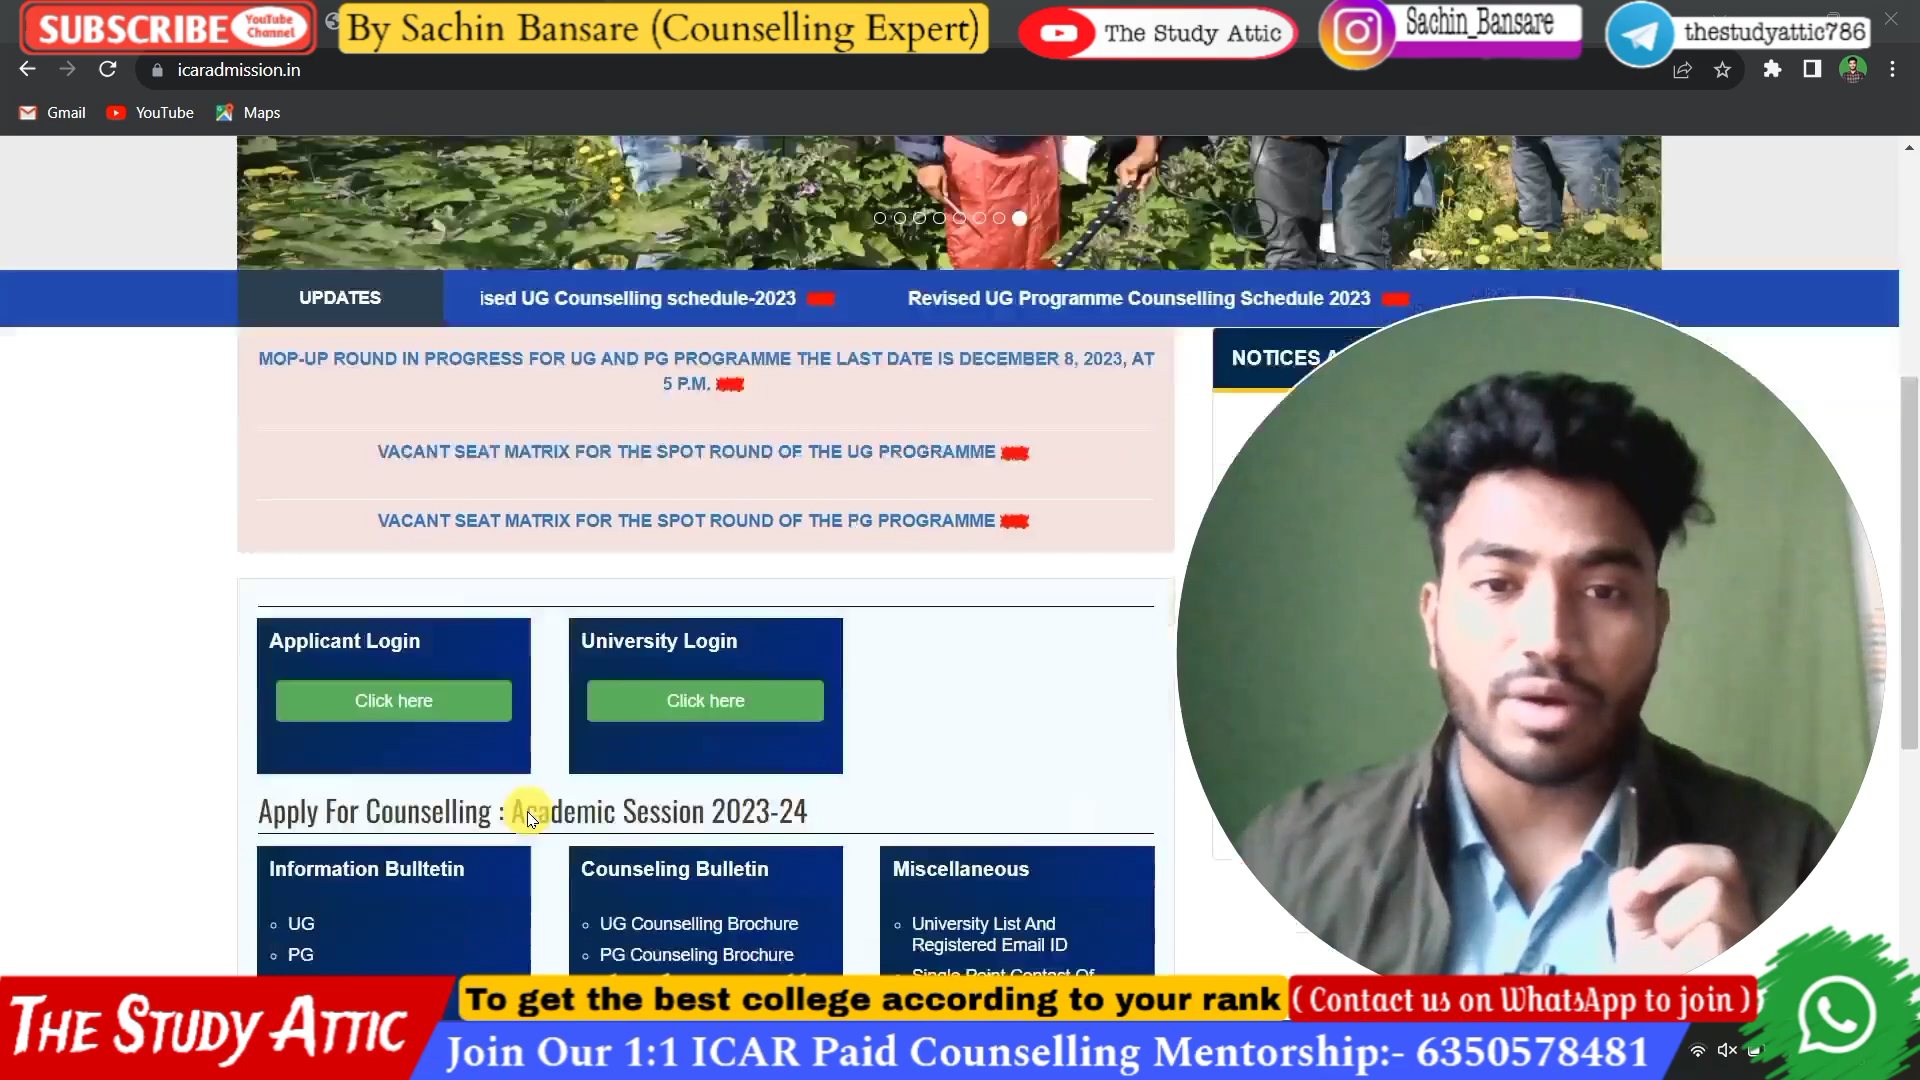 SUBSCRIBE YouTube Channel
By Sachin Bansare (Counselling Expert)
The Study Attic
Sachin_Bansare
thestudyattic786
icaradmission.in
Gmail YouTube Maps
UPDATES
ised UG Counselling schedule-2023
Revised UG Programme Counselling Schedule 2023
MOP-UP ROUND IN PROGRESS FOR UG AND PG PROGRAMME THE LAST DATE IS DECEMBER 8, 2023, AT
5 P.M.
VACANT SEAT MATRIX FOR THE SPOT ROUND OF THE UG PROGRAMME
VACANT SEAT MATRIX FOR THE SPOT ROUND OF THE PG PROGRAMME
NOTICES
Applicant Login
Click here
University Login
Click here
Apply For Counselling : Academic Session 2023-24
Information Bulltetin
UG
PG
Counseling Bulletin
UG Counselling Brochure
PG Counseling Brochure
Miscellaneous
University List And
Registered Email ID
Single Point Contact Of
THE STUDY ATTIC
To get the best college according to your rank
( Contact us on WhatsApp to join )
Join Our 1:1 ICAR Paid Counselling Mentorship:- 6350578481